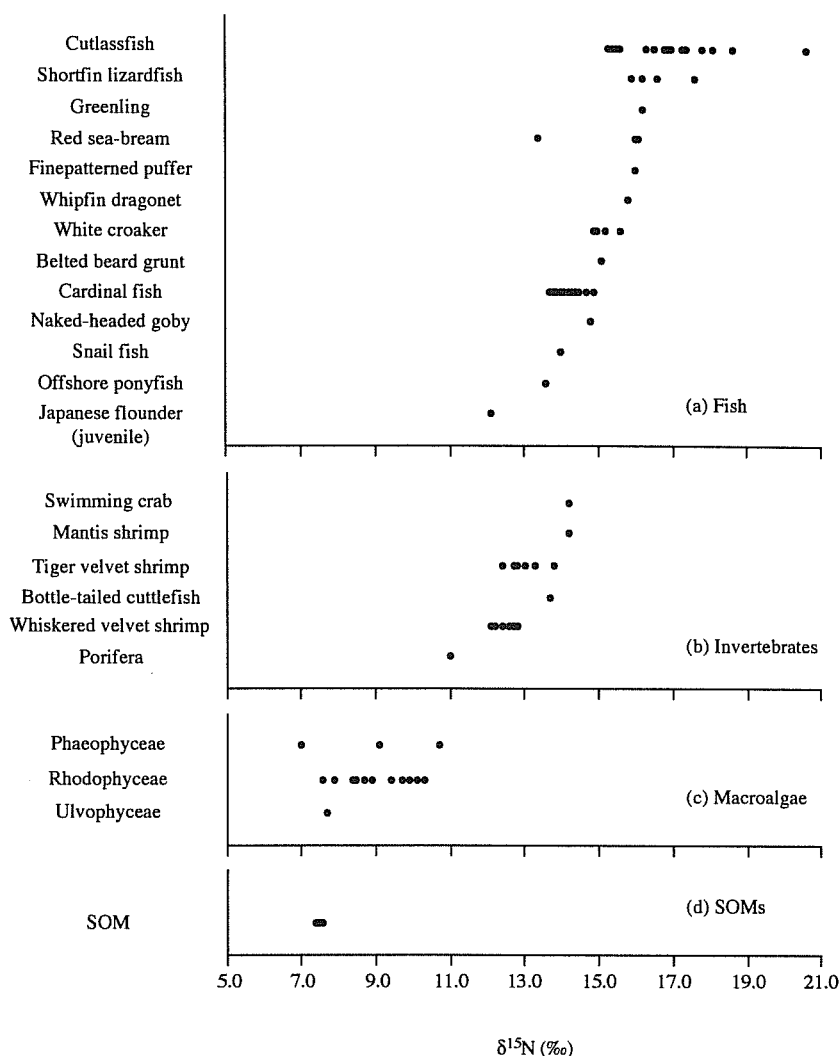 Cutlassfish
Shortfin lizardfish
Greenling
Red sea-bream
Finepatterned puffer
Whipfin dragonet
White croaker
Belted beard grunt
Cardinal fish
Naked-headed goby
Snail fish
Offshore ponyfish
Japanese flounder
(juvenile)
(a) Fish
Swimming crab
Mantis shrimp
Tiger velvet shrimp
Bottle-tailed cuttlefish
Whiskered velvet shrimp
Porifera
(b) Invertebrates
Phaeophyceae
Rhodophyceae
Ulvophyceae
(c) Macroalgae
SOM
(d) SOMs
5.0 7.0 9.0 11.0 13.0 15.0 17.0 19.0 21.0
δ¹⁵N (‰)